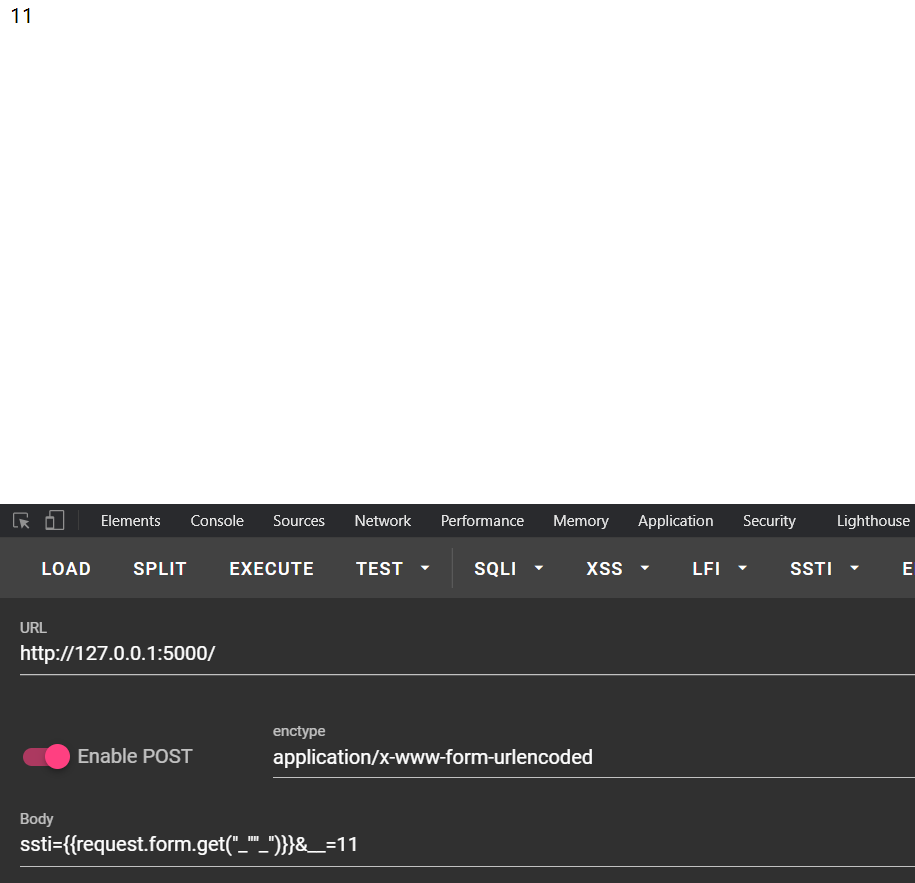 11
Elements Console Sources Network Performance Memory Application Security Lighthouse
LOAD SPLIT EXECUTE TEST SQLI XSS LFI SSTI E
URL
http://127.0.0.1:5000/
enctype
Enable POST application/x-www-form-urlencoded
Body
ssti={{request.form.get("_""_")}}&__=11